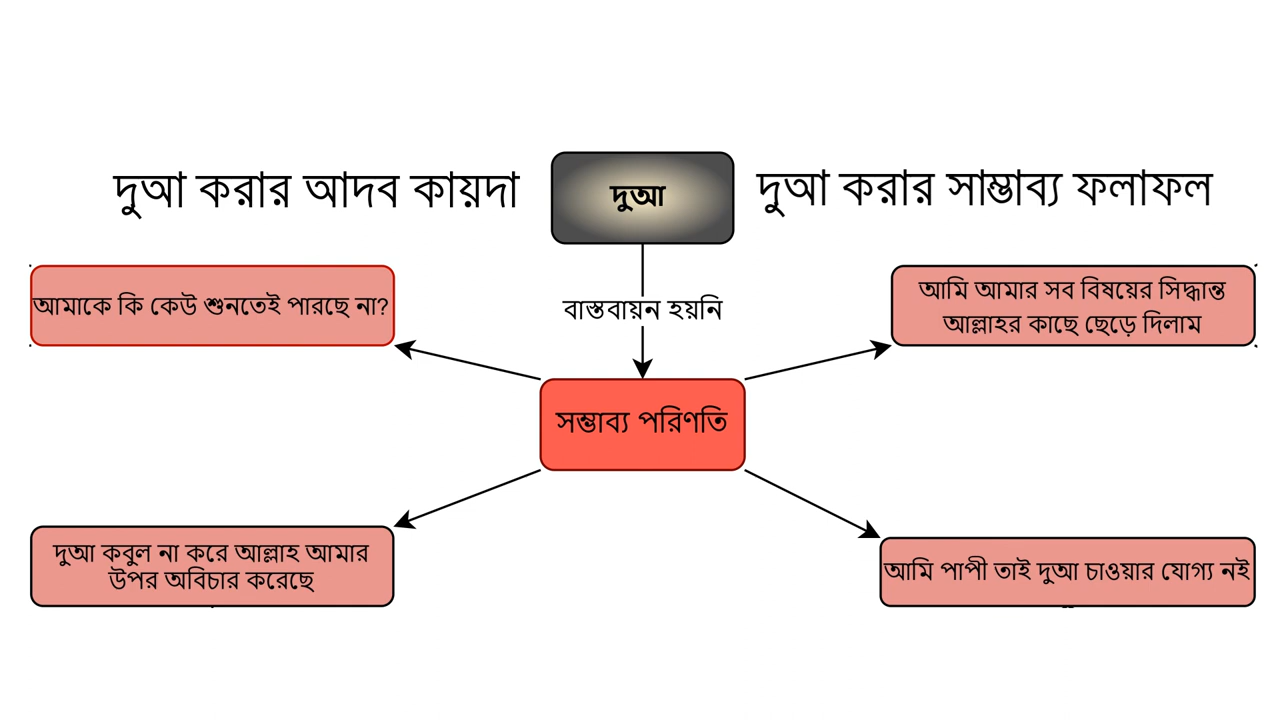 দুআ করার আদব কায়দা
দুআ
দুআ করার সাম্ভাব্য ফলাফল
আমাকে কি কেউ শুনতেই পারছে না?
বাস্তবায়ন হয়নি
আমি আমার সব বিষয়ের সিদ্ধান্ত
আল্লাহর কাছে ছেড়ে দিলাম
সম্ভাব্য পরিণতি
দুআ কবুল না করে আল্লাহ আমার
উপর অবিচার করেছে
আমি পাপী তাই দুআ চাওয়ার যোগ্য নই